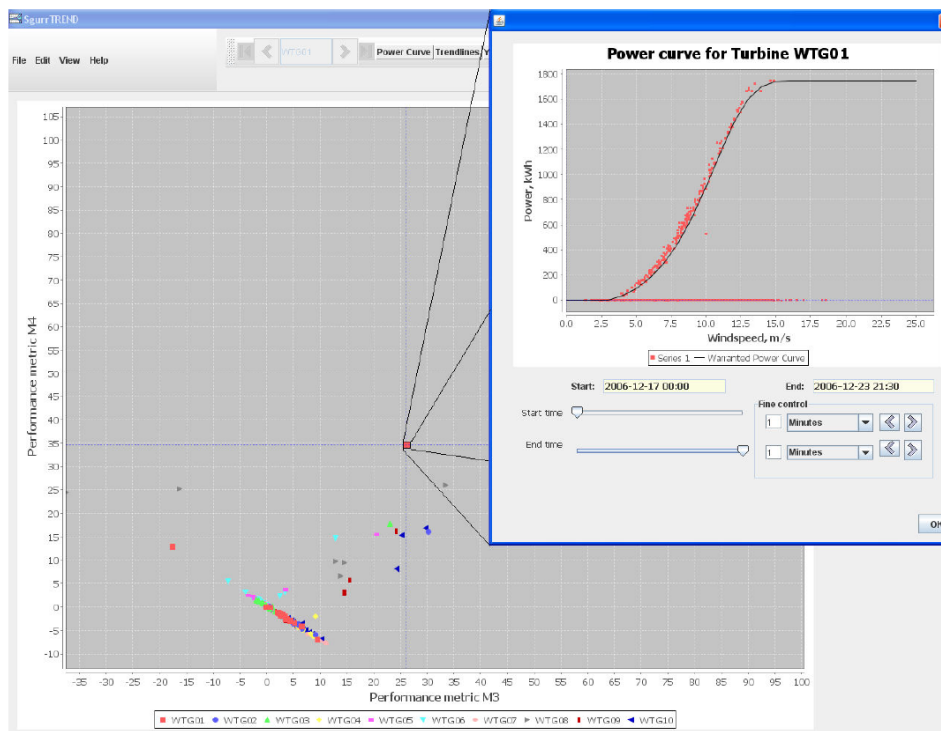 SgurrTREND
File Edit View Help
WTG01
Power Curve Trendlines Y
105
100
95
90
85
80
75
70
65
60
55
50
45
40
35
30
25
20
15
10
5
0
-5
-10
Performance metric M4
-35 -30 -25 -20 -15 -10 -5 0 5 10 15 20 25 30 35 40 45 50 55 60 65 70 75 80 85 90 95 100
Performance metric M3
WTG01 WTG02 WTG03 WTG04 WTG05 WTG06 WTG07 WTG08 WTG09 WTG10
Power curve for Turbine WTG01
1800
1600
1400
1200
1000
800
600
400
200
0
Power, kWh
0.0 2.5 5.0 7.5 10.0 12.5 15.0 17.5 20.0 22.5 25.0
Windspeed, m/s
Series 1 Warranted Power Curve
Start: 2006-12-17 00:00 End: 2006-12-23 21:30
Start time
End time
Fine control
1 Minutes
1 Minutes
OK